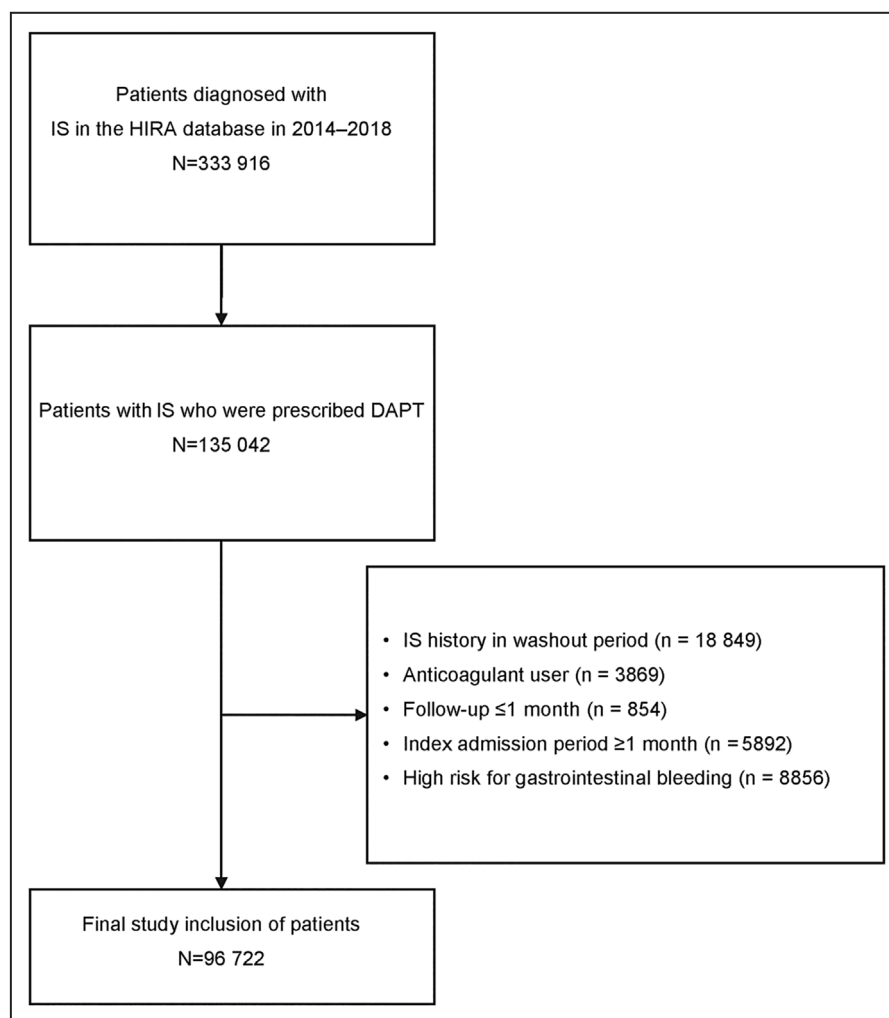 Patients diagnosed with
IS in the HIRA database in 2014–2018
N=333 916
Patients with IS who were prescribed DAPT
N=135 042
• IS history in washout period (n = 18 849)
• Anticoagulant user (n = 3869)
• Follow-up ≤1 month (n = 854)
• Index admission period ≥1 month (n = 5892)
• High risk for gastrointestinal bleeding (n = 8856)
Final study inclusion of patients
N=96 722